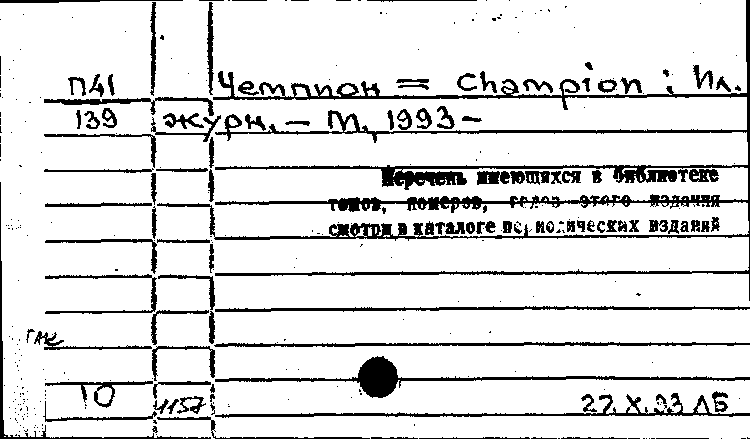 П41 Чемпион = Champion : Ил.
139 журн. – М., 1993 –
Перечень имеющихся в библиотеке
томов, номеров, годов этого издания
смотри в каталоге периодических изданий
10 1157 27.X.93 ЛБ